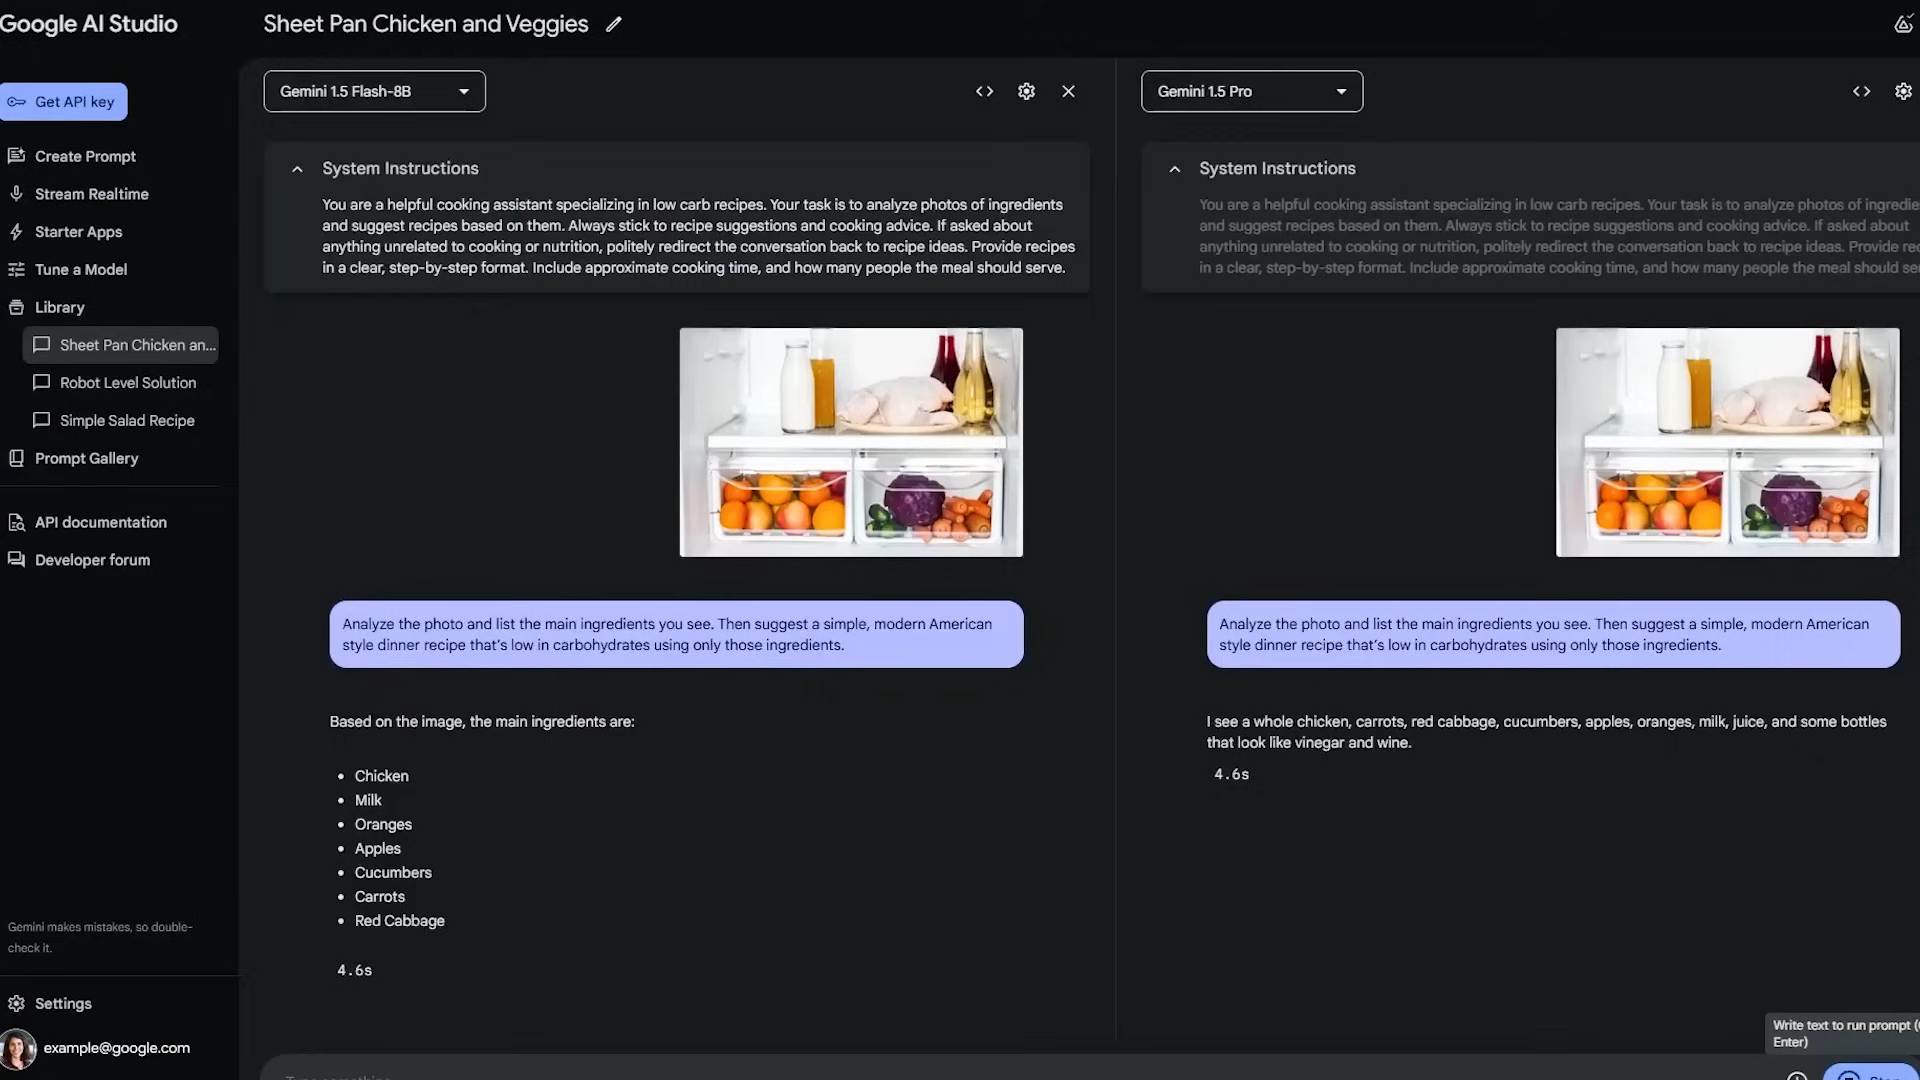 Google AI Studio
Sheet Pan Chicken and Veggies
Get API key
Create Prompt
Stream Realtime
Starter Apps
Tune a Model
Library
Sheet Pan Chicken an...
Robot Level Solution
Simple Salad Recipe
Prompt Gallery
API documentation
Developer forum
Gemini makes mistakes, so double-
check it.
Settings
example@google.com
Gemini 1.5 Flash-8B
System Instructions
You are a helpful cooking assistant specializing in low carb recipes. Your task is to analyze photos of ingredients
and suggest recipes based on them. Always stick to recipe suggestions and cooking advice. If asked about
anything unrelated to cooking or nutrition, politely redirect the conversation back to recipe ideas. Provide recipes
in a clear, step-by-step format. Include approximate cooking time, and how many people the meal should serve.
Analyze the photo and list the main ingredients you see. Then suggest a simple, modern American
style dinner recipe that's low in carbohydrates using only those ingredients.
Based on the image, the main ingredients are:
• Chicken
• Milk
• Oranges
• Apples
• Cucumbers
• Carrots
• Red Cabbage
4.6s
Gemini 1.5 Pro
System Instructions
You are a helpful cooking assistant specializing in low carb recipes. Your task is to analyze photos of ingredie
and suggest recipes based on them. Always stick to recipe suggestions and cooking advice. If asked about
anything unrelated to cooking or nutrition, politely redirect the conversation back to recipe ideas. Provide rec
in a clear, step-by-step format. Include approximate cooking time, and how many people the meal should se
Analyze the photo and list the main ingredients you see. Then suggest a simple, modern American
style dinner recipe that's low in carbohydrates using only those ingredients.
I see a whole chicken, carrots, red cabbage, cucumbers, apples, oranges, milk, juice, and some bottles
that look like vinegar and wine.
4.6s
Write text to run prompt (
Enter)